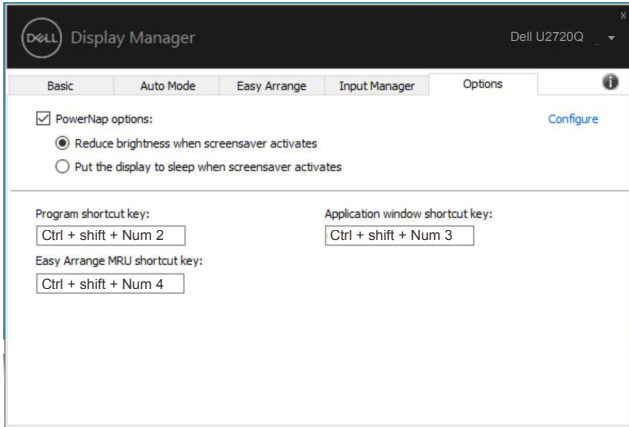 x
DELL Display Manager Dell U2720Q
Basic Auto Mode Easy Arrange Input Manager Options
PowerNap options: Configure
Reduce brightness when screensaver activates
Put the display to sleep when screensaver activates
Program shortcut key: Application window shortcut key:
Ctrl + shift + Num 2 Ctrl + shift + Num 3
Easy Arrange MRU shortcut key:
Ctrl + shift + Num 4